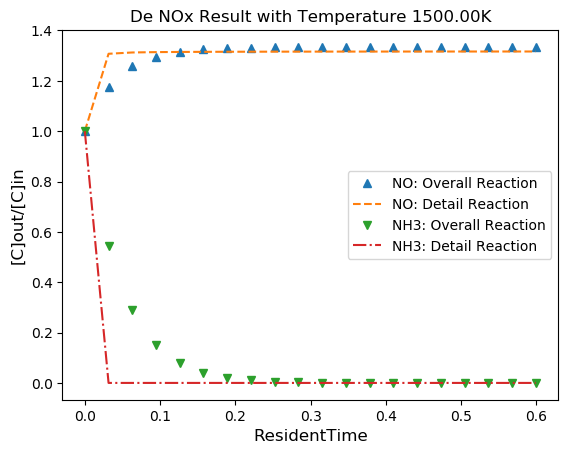 De NOx Result with Temperature 1500.00K
[C]out/[C]in
1.4
1.2
1.0
0.8
0.6
0.4
0.2
0.0
NO: Overall Reaction
NO: Detail Reaction
NH3: Overall Reaction
NH3: Detail Reaction
0.0 0.1 0.2 0.3 0.4 0.5 0.6
ResidentTime